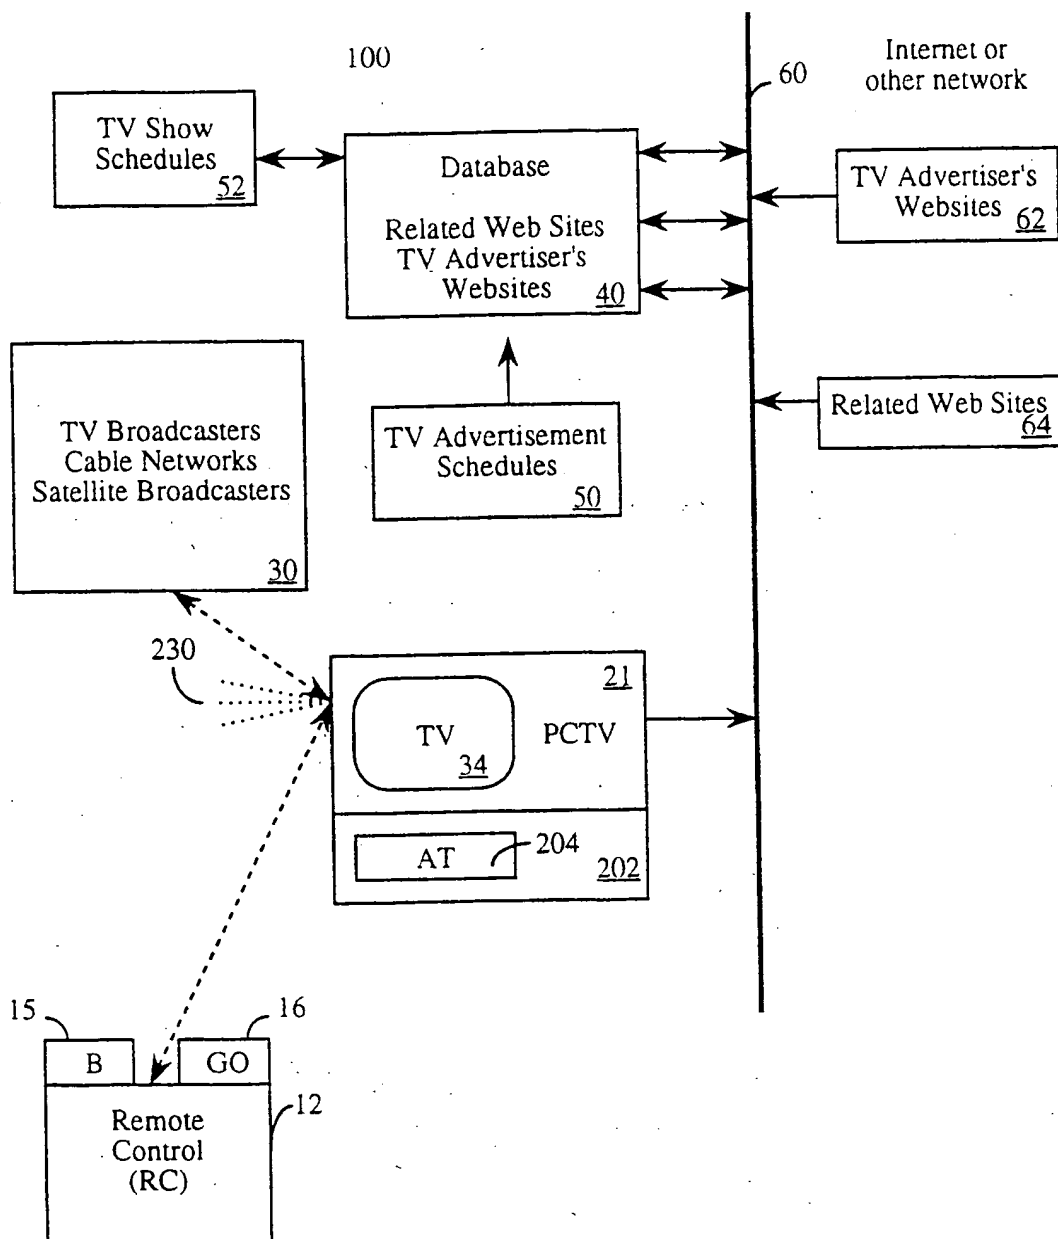 100
Internet or
other network
60
TV Show
Schedules
52
Database
Related Web Sites
TV Advertiser's
Websites
40
TV Advertiser's
Websites
62
TV Broadcasters
Cable Networks
Satellite Broadcasters
30
TV Advertisement
Schedules
50
Related Web Sites
64
230
21
TV
34
PCTV
AT
204
202
15
16
B
GO
12
Remote
Control
(RC)